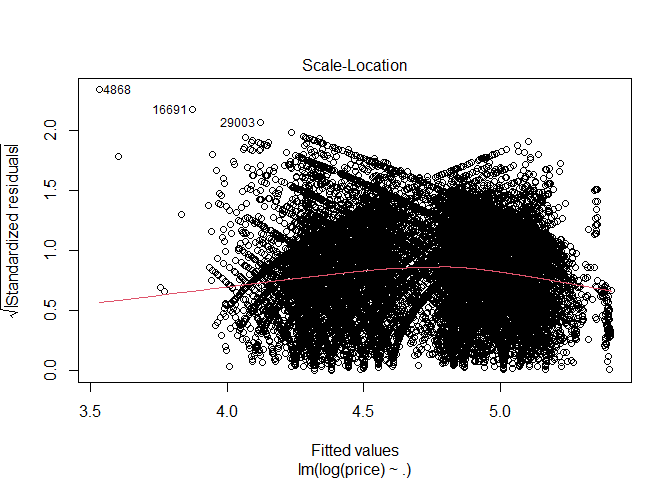 Scale-Location
√|Standardized residuals|
2.0
1.5
1.0
0.5
0.0
4868
16691
29003
3.5 4.0 4.5 5.0
Fitted values
lm(log(price) ~ .)